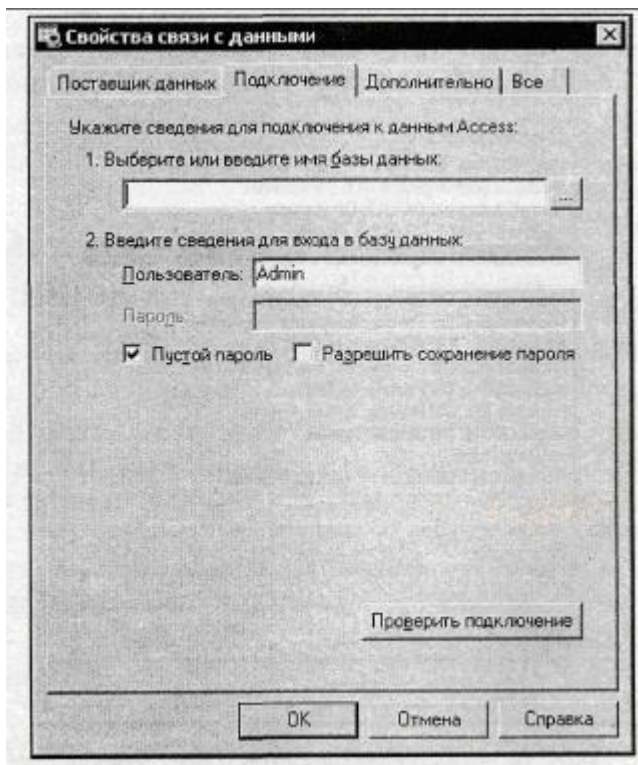 Свойства связи с данными
Поставщик данных Подключение Дополнительно Все
Укажите сведения для подключения к данным Access:
1. Выберите или введите имя базы данных:
...
2. Введите сведения для входа в базу данных:
Пользователь: Admin
Пароль:
Пустой пароль Разрешить сохранение пароля
Проверить подключение
ОК Отмена Справка